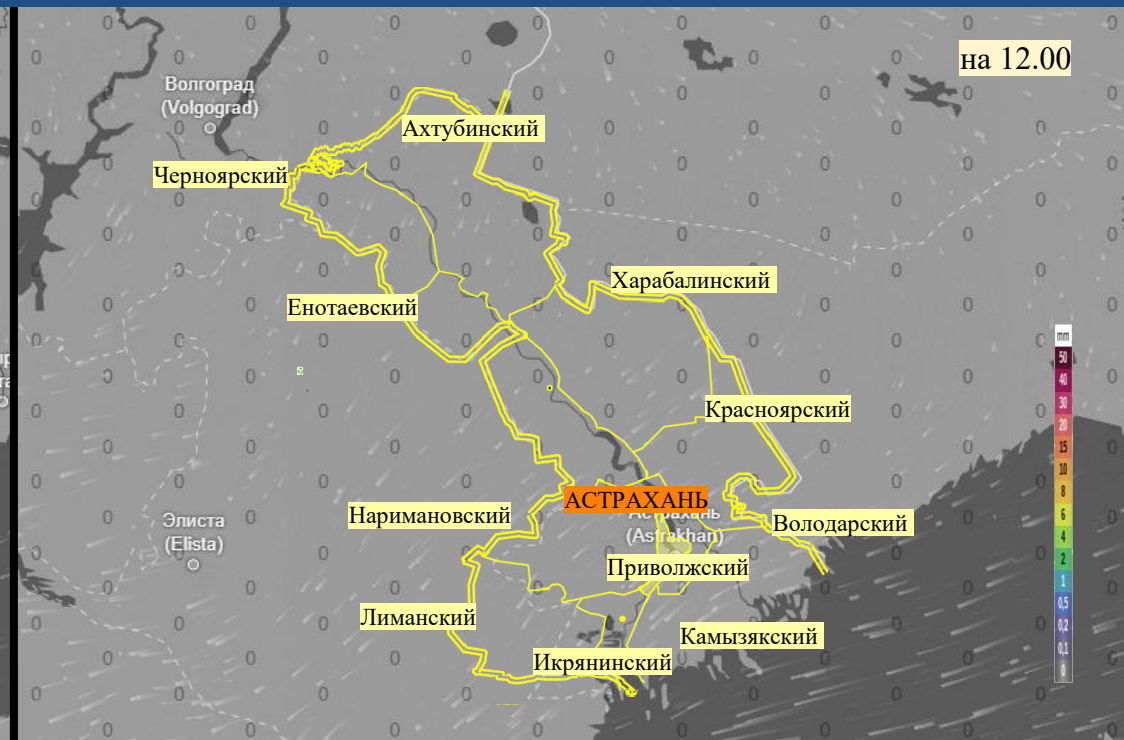 на 12.00
Волгоград
(Volgograd)
Ахтубинский
Черноярский
Харабалинский
Енотаевский
mm
50
40
30
20
15
10
8
6
4
2
1
0,5
0,2
0,1
0
Красноярский
АСТРАХАНЬ
Нариманoвский
Элиста
(Elista)
Астрахань
(Astrakhan)
Володарский
Приволжский
Лиманский
Камызякский
Икрянинский